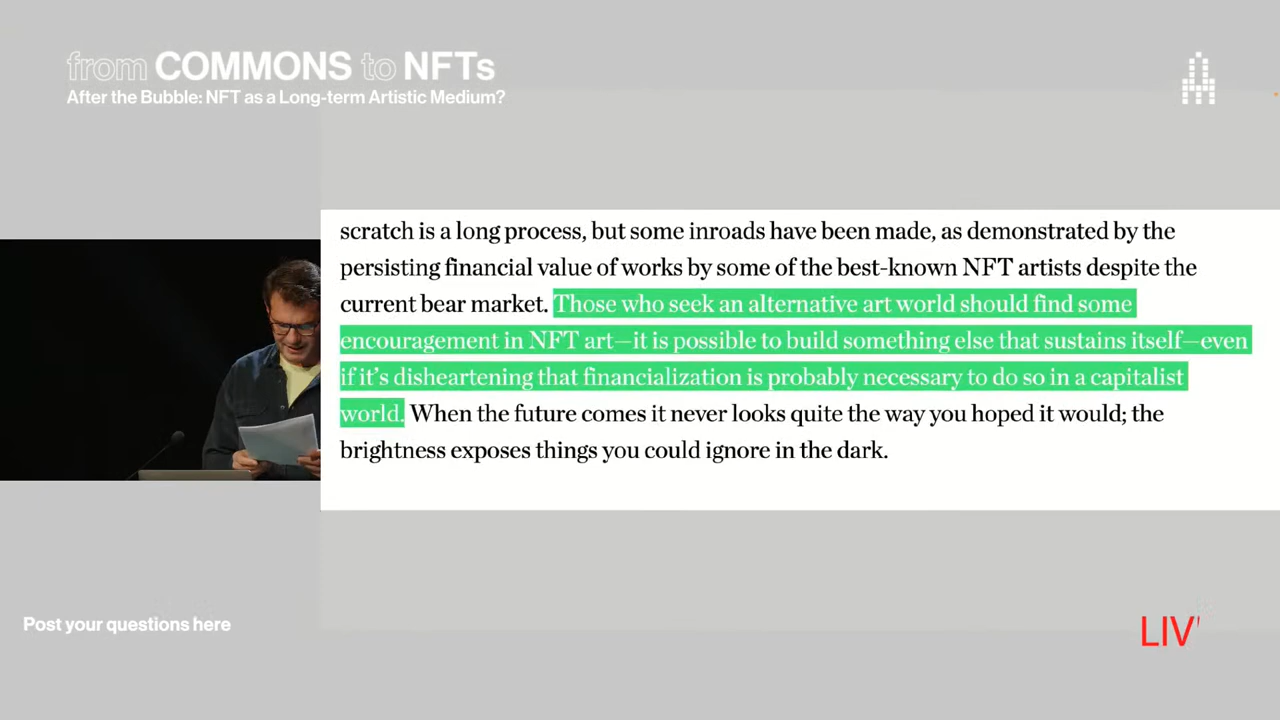 from COMMONS to NFTs
After the Bubble: NFT as a Long-term Artistic Medium?
scratch is a long process, but some inroads have been made, as demonstrated by the
persisting financial value of works by some of the best-known NFT artists despite the
current bear market. Those who seek an alternative art world should find some
encouragement in NFT art—it is possible to build something else that sustains itself—even
if it’s disheartening that financialization is probably necessary to do so in a capitalist
world. When the future comes it never looks quite the way you hoped it would; the
brightness exposes things you could ignore in the dark.
Post your questions here
LIV